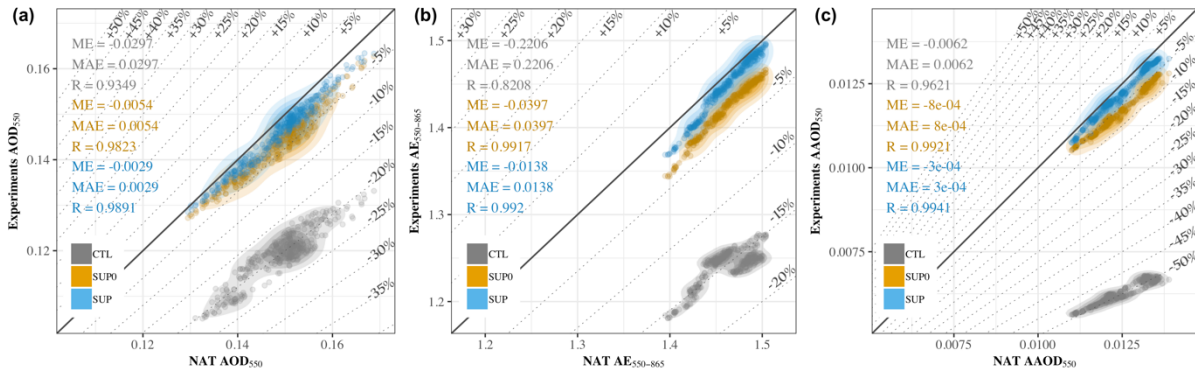 (a)
+50%
+45%
+40%
+35%
+30%
+25%
+20%
+15%
+10%
+5%
ME = -0.0297
MAE = 0.0297
R = 0.9349
ME = -0.0054
MAE = 0.0054
R = 0.9823
ME = -0.0029
MAE = 0.0029
R = 0.9891
-5%
-10%
-15%
-20%
-25%
-30%
-35%
CTL
SUP0
SUP
0.16
0.14
0.12
Experiments AOD550
0.12
0.14
0.16
NAT AOD550
(b)
+30%
+25%
+20%
+15%
+10%
+5%
ME = -0.2206
MAE = 0.2206
R = 0.8208
ME = -0.0397
MAE = 0.0397
R = 0.9917
ME = -0.0138
MAE = 0.0138
R = 0.992
-5%
-10%
-15%
-20%
CTL
SUP0
SUP
1.5
1.4
1.3
1.2
Experiments AE550-865
1.2
1.3
1.4
1.5
NAT AE550-865
(c)
+50%
+45%
+40%
+35%
+30%
+25%
+20%
+15%
+10%
+5%
ME = -0.0062
MAE = 0.0062
R = 0.9621
ME = -8e-04
MAE = 8e-04
R = 0.9921
ME = -3e-04
MAE = 3e-04
R = 0.9941
-5%
-10%
-15%
-20%
-25%
-30%
-35%
-40%
-45%
-50%
CTL
SUP0
SUP
0.0125
0.0100
0.0075
Experiments AAOD550
0.0075
0.0100
0.0125
NAT AAOD550